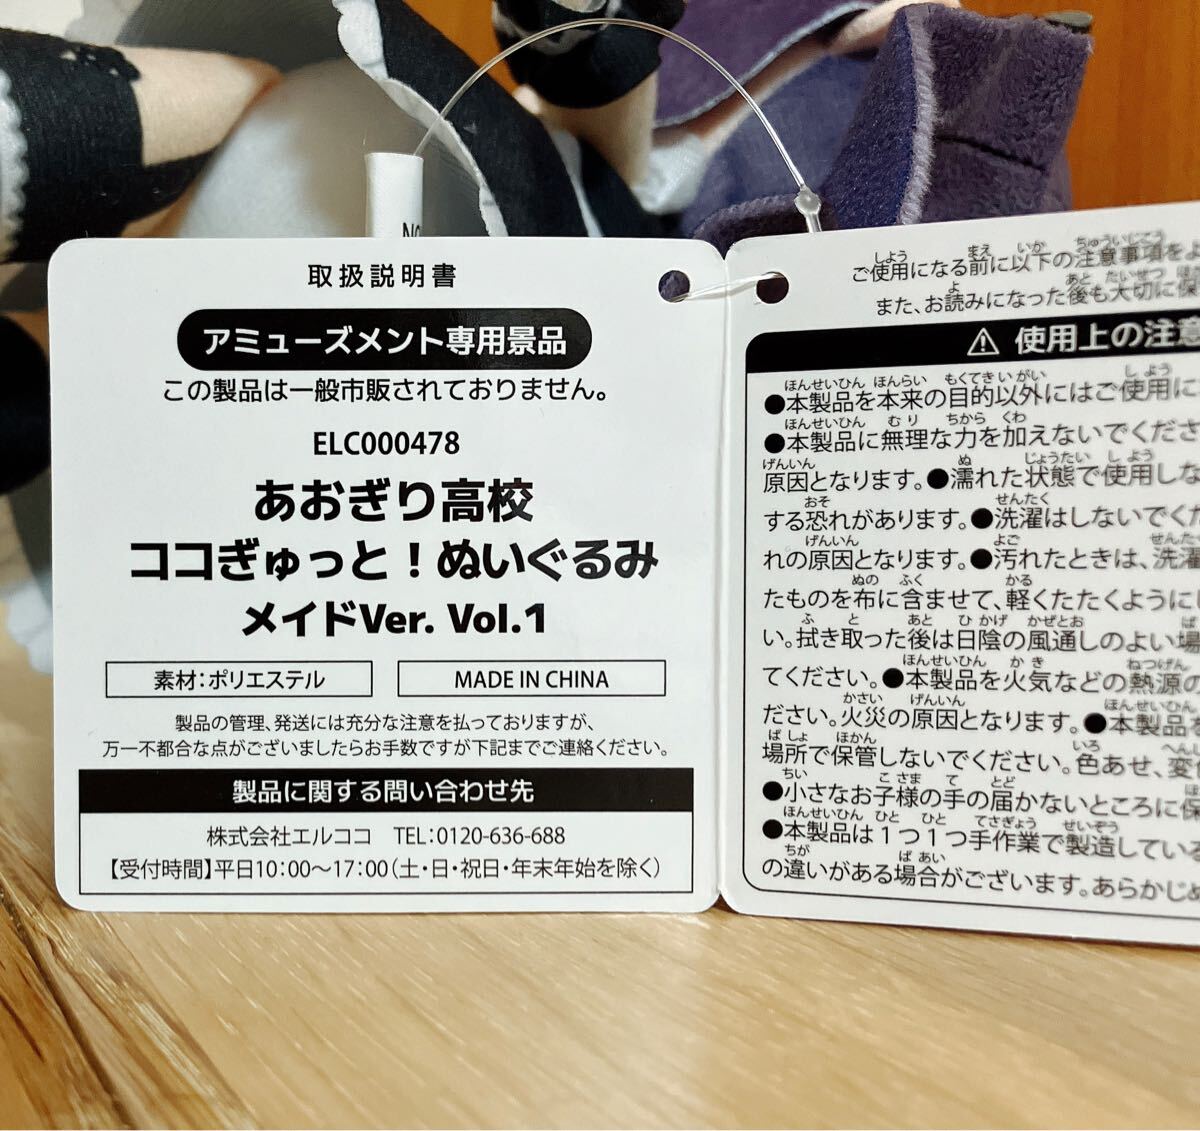 取扱説明書
アミューズメント専用景品
この製品は一般市販されておりません。
ELC000478
あおぎり高校
ココぎゅっと！ぬいぐるみ
メイドVer. Vol.1
素材：ポリエステル
MADE IN CHINA
製品の管理、発送には充分な注意を払っておりますが、
万一不都合な点がございましたらお手数ですが下記までご連絡ください。
製品に関する問い合わせ先
株式会社エルココ　TEL：0120-636-688
【受付時間】平日10：00～17：00（土・日・祝日・年末年始を除く）
ご使用になる前に以下の注意事項をよ
また、お読みになった後も大切に保
⚠ 使用上の注意
●本製品を本来の目的以外にはご使用に
●本製品に無理な力を加えないでくださ
原因となります。●濡れた状態で使用しな
する恐れがあります。●洗濯はしないでくだ
れの原因となります。●汚れたときは、洗濯
たものを布に含ませて、軽くたたくように
い。拭き取った後は日陰の風通しのよい場
てください。●本製品を火気などの熱源の
ださい。火災の原因となります。●本製品を
場所で保管しないでください。色あせ、変
●小さなお子様の手の届かないところに保
●本製品は1つ1つ手作業で製造している
の違いがある場合がございます。あらかじめ